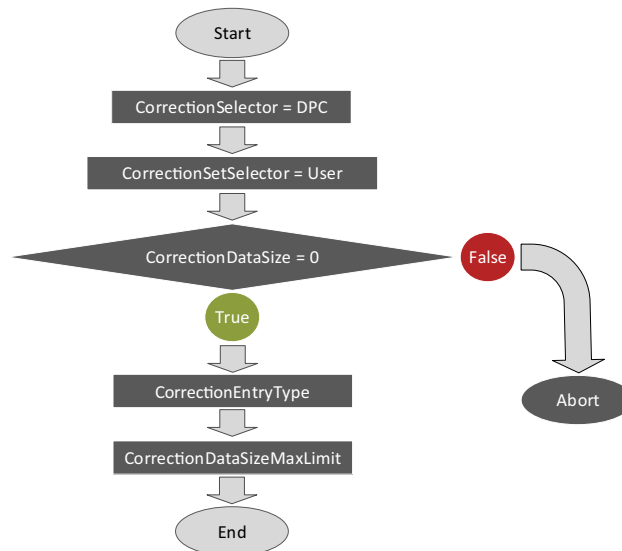 Start
CorrectionSelector = DPC
CorrectionSetSelector = User
CorrectionDataSize = 0
False
True
CorrectionEntryType
Abort
CorrectionDataSizeMaxLimit
End